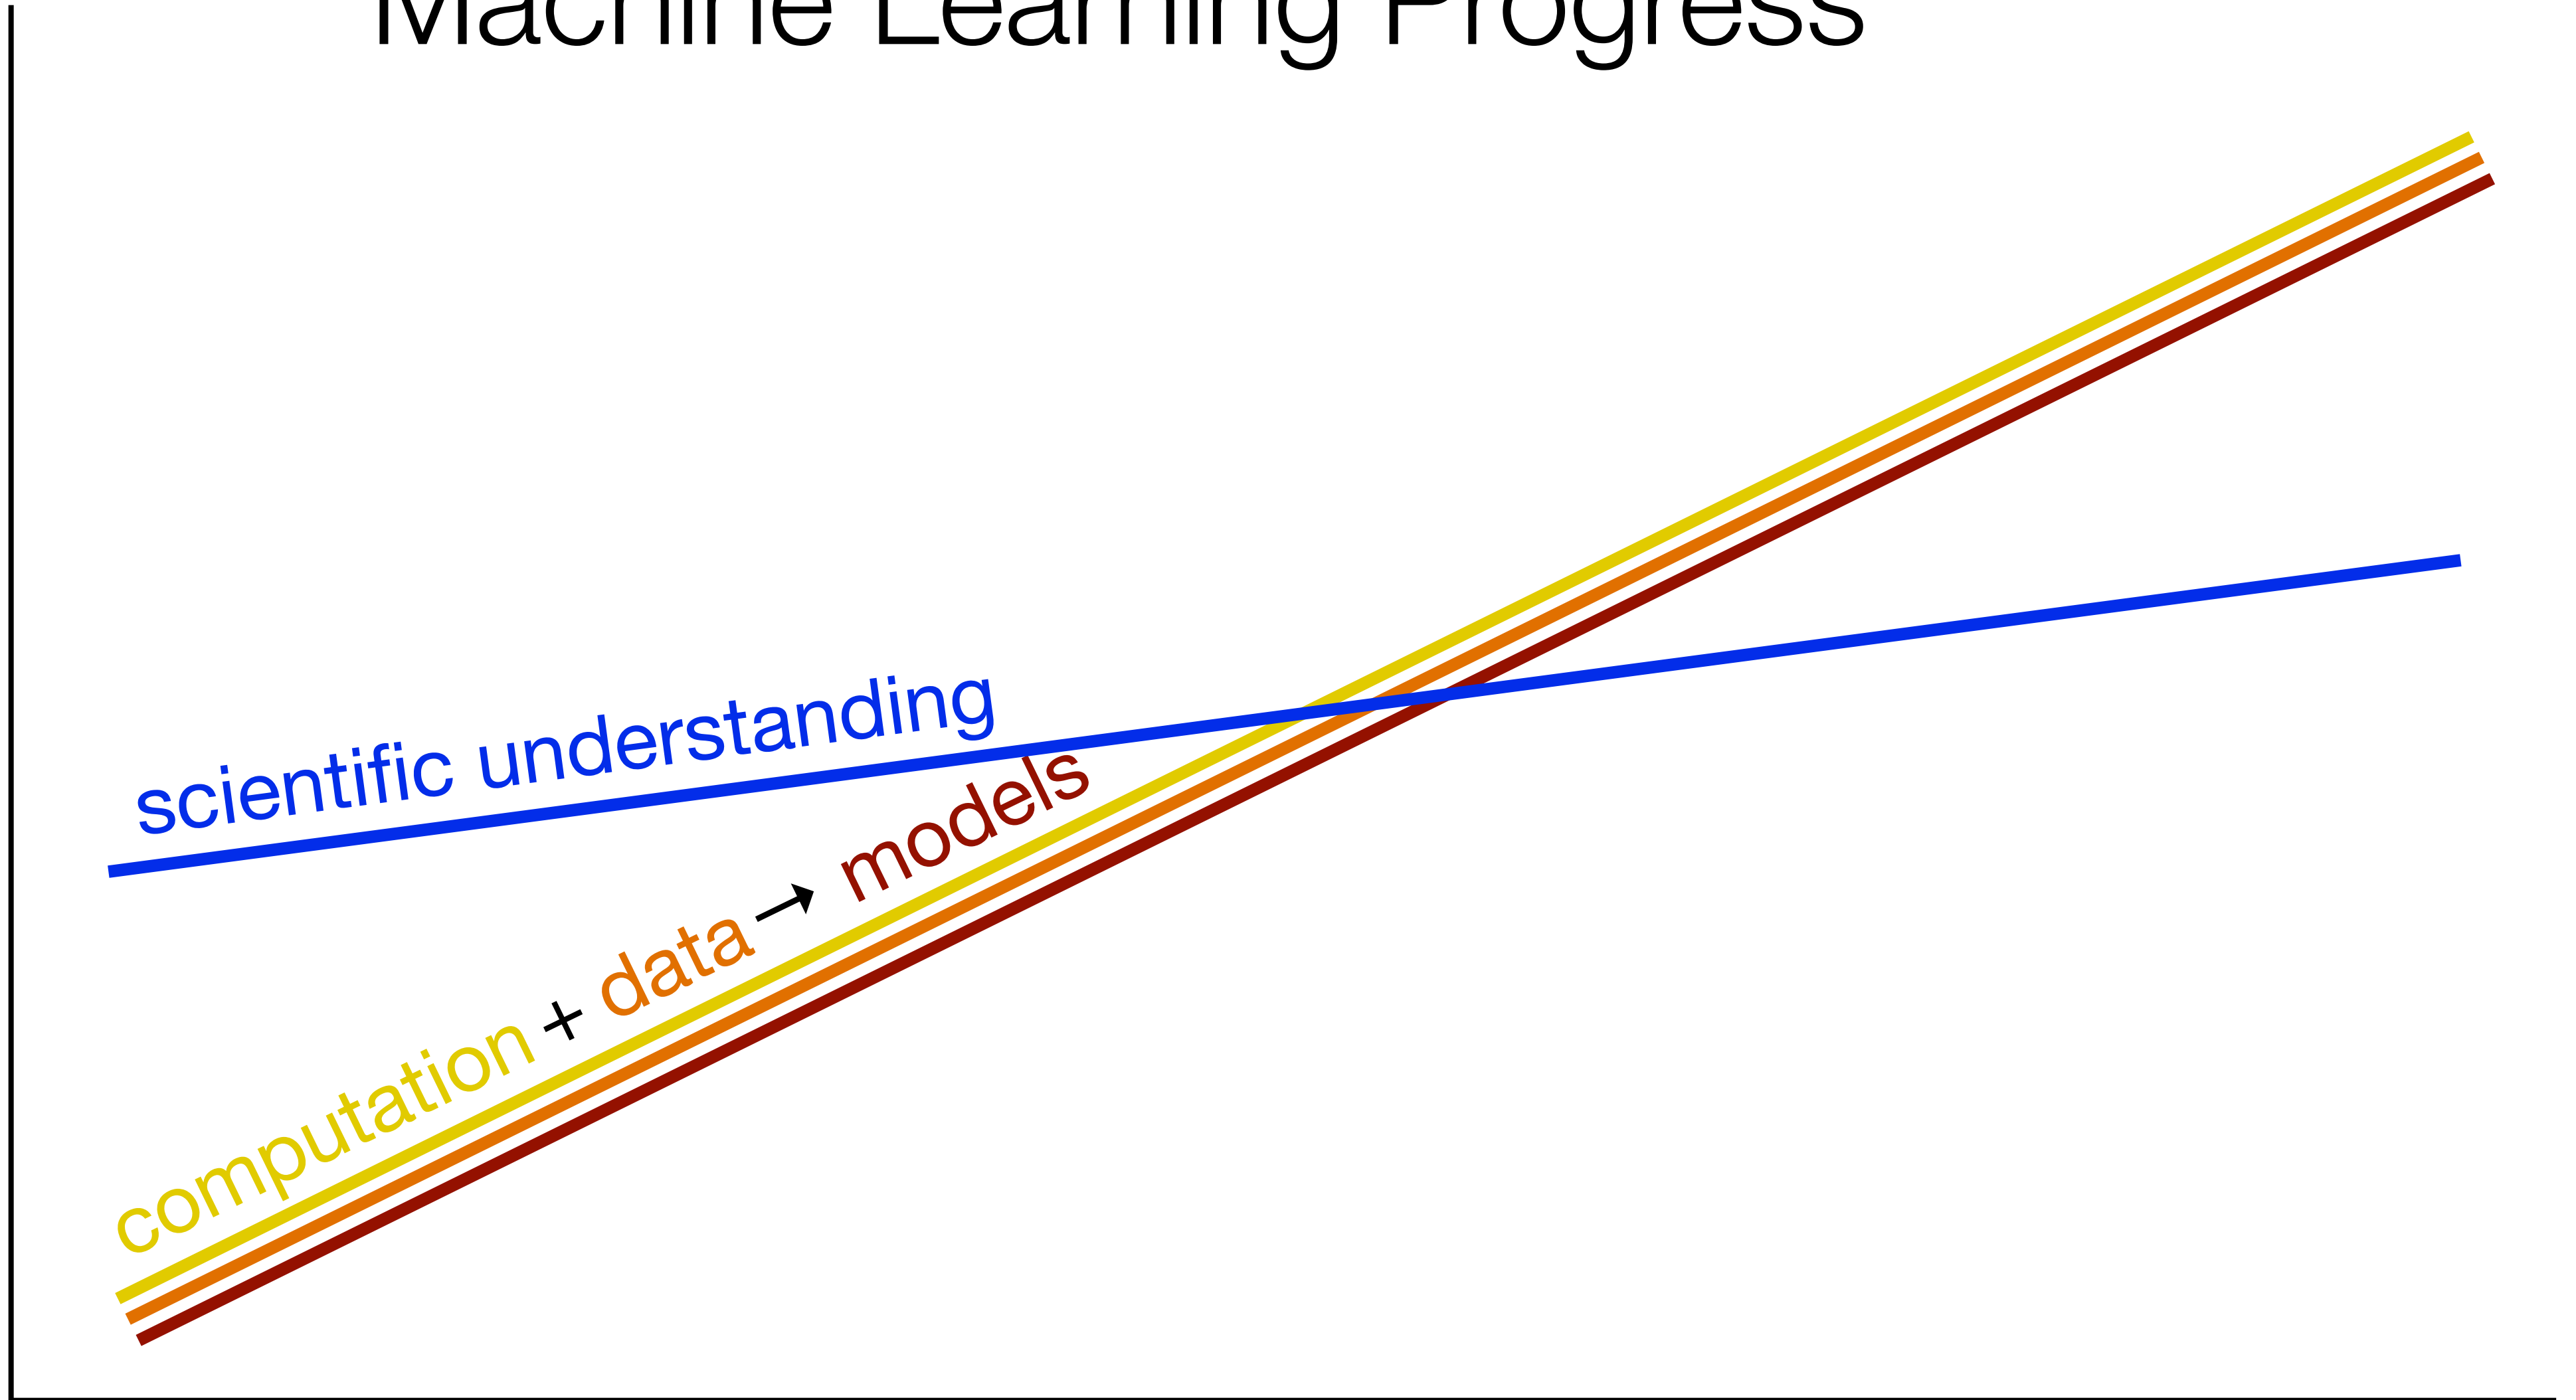 Machine Learning Progress
scientific understanding
computation + data → models